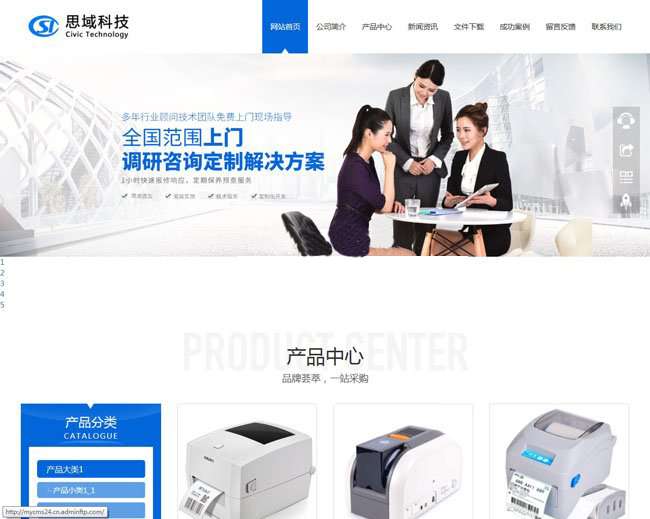 思域科技
Civic Technology
网站首页 公司简介 产品中心 新闻资讯 文件下载 成功案例 留言反馈 联系我们
多年行业顾问技术团队免费上门现场指导
全国范围上门
调研咨询定制解决方案
1小时快速报修响应，定期保养预查服务
1
2
3
4
5
PRODUCT CENTER
产品中心
品牌荟萃，一站采购
产品分类
CATALOGUE
产品大类1
产品小类1_1
http://mycms24.cn.adminftp.com/